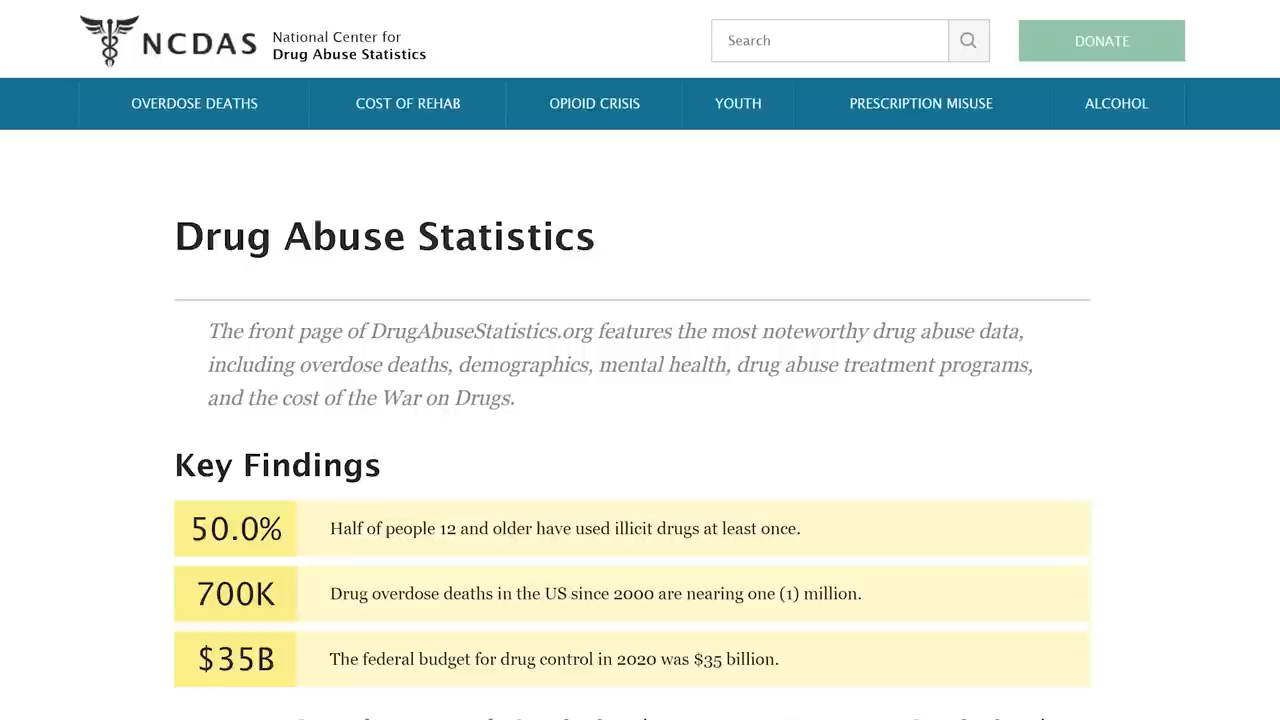 NCDAS
National Center for
Drug Abuse Statistics
Search
DONATE
OVERDOSE DEATHS
COST OF REHAB
OPIOID CRISIS
YOUTH
PRESCRIPTION MISUSE
ALCOHOL
Drug Abuse Statistics
The front page of DrugAbuseStatistics.org features the most noteworthy drug abuse data,
including overdose deaths, demographics, mental health, drug abuse treatment programs,
and the cost of the War on Drugs.
Key Findings
50.0% Half of people 12 and older have used illicit drugs at least once.
700K Drug overdose deaths in the US since 2000 are nearing one (1) million.
$35B The federal budget for drug control in 2020 was $35 billion.